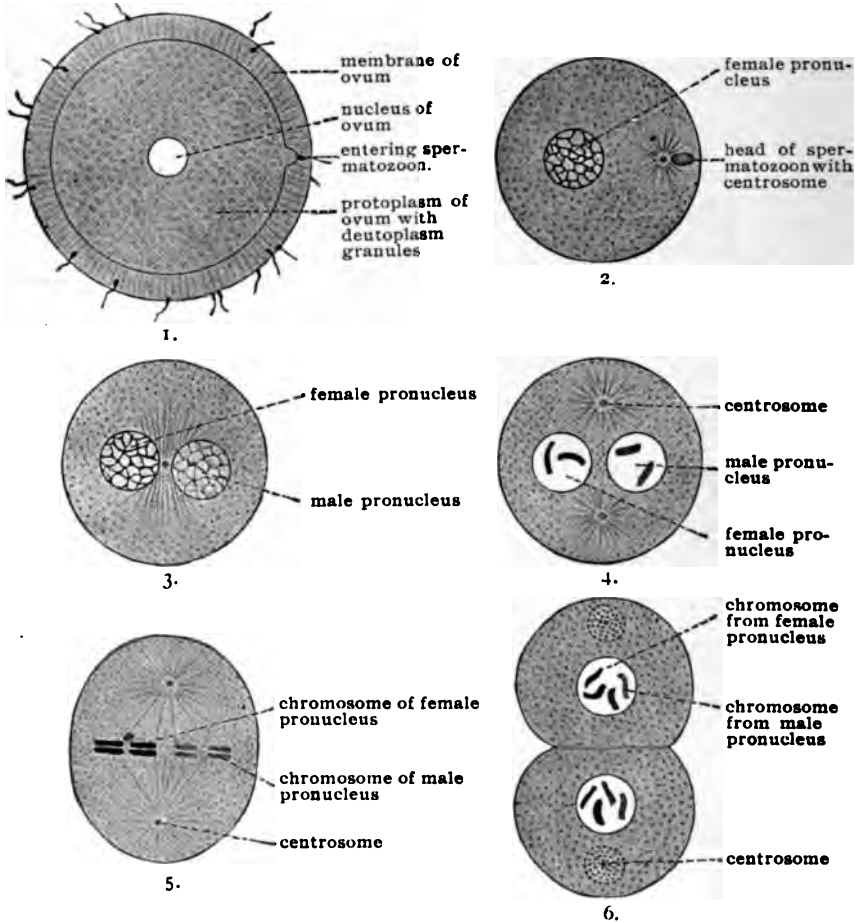 membrane of
ovum
nucleus of
ovum
entering sper-
matozoon.
protoplasm of
ovum with
deutoplasm
granules
1.
female pronu-
cleus
head of sper-
matozoon with
centrosome
2.
female pronucleus
male pronucleus
3.
centrosome
male pronu-
cleus
female pro-
nucleus
4.
chromosome of female
pronucleus
chromosome of male
pronucleus
centrosome
5.
chromosome
from female
pronucleus
chromosome
from male
pronucleus
centrosome
6.